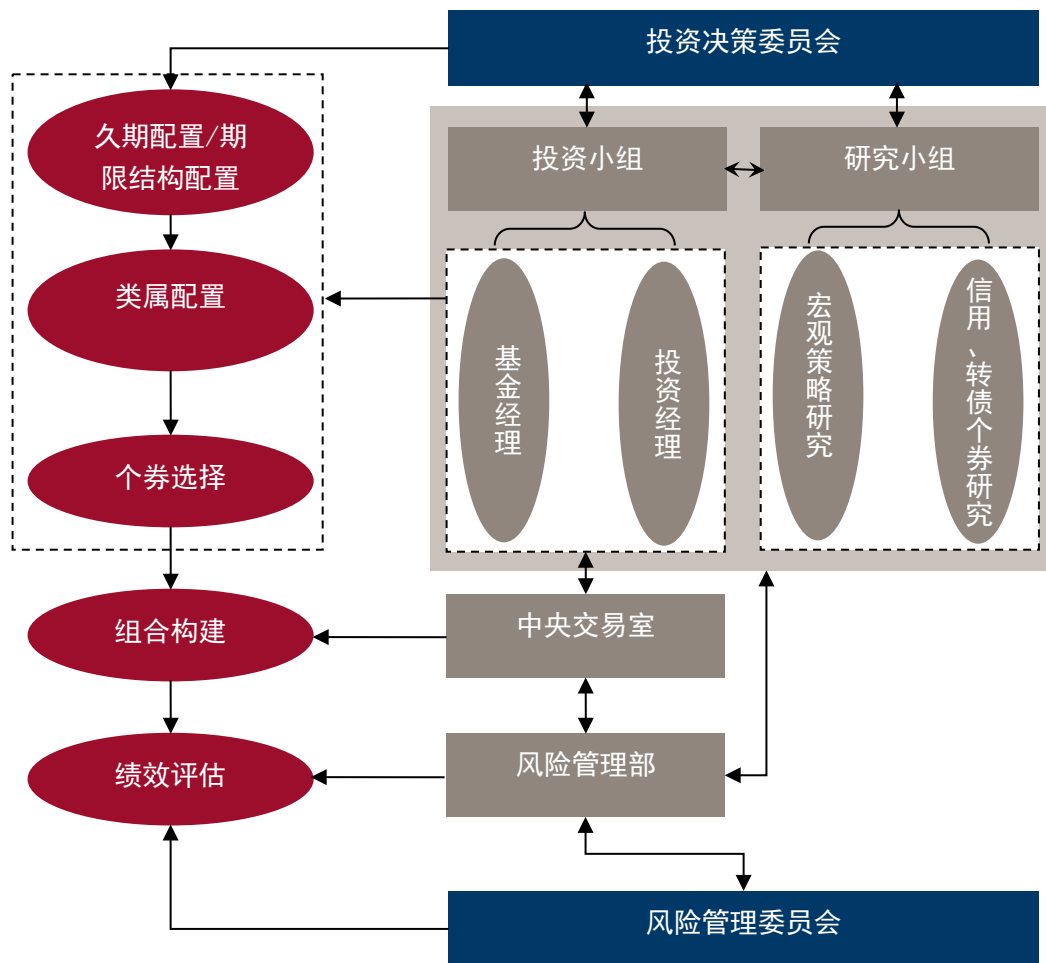 投资决策委员会
久期配置/期
限结构配置
投资小组
研究小组
类属配置
基金经理
投资经理
宏观策略研究
信用、转债个券研究
个券选择
组合构建
中央交易室
绩效评估
风险管理部
风险管理委员会